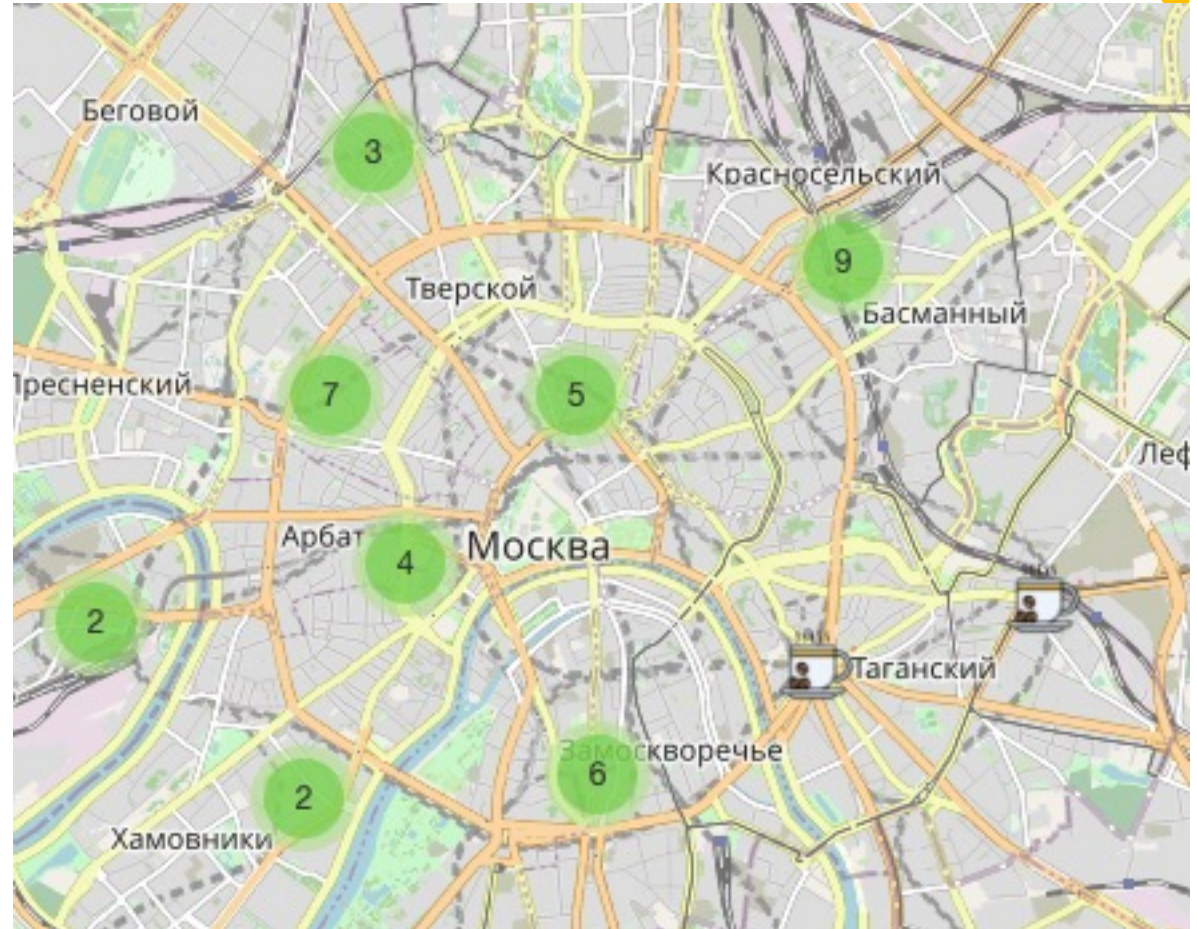 Беговой
3
Красносельский
9
Тверской
Басманный
Пресненский
7
5
Леф
Арбат
4
Москва
2
Таганский
Замоскворечье
6
2
Хамовники